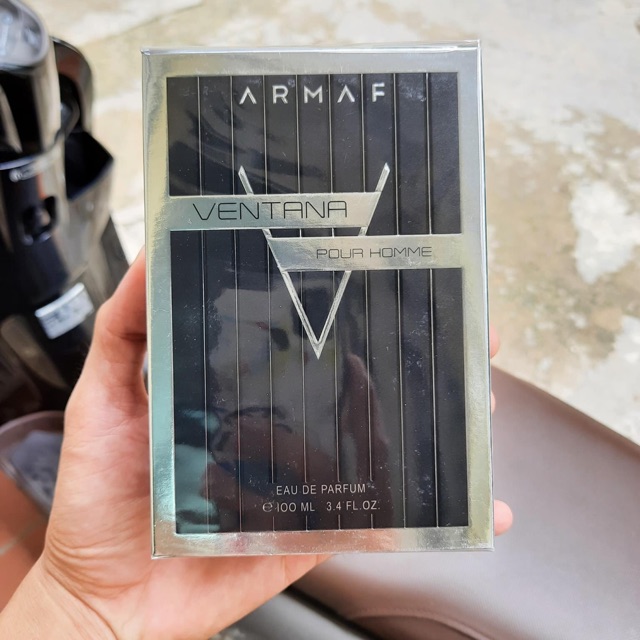 ARMAF
VENTANA
POUR HOMME
EAU DE PARFUM
℮ 100 ML 3.4 FL.OZ.